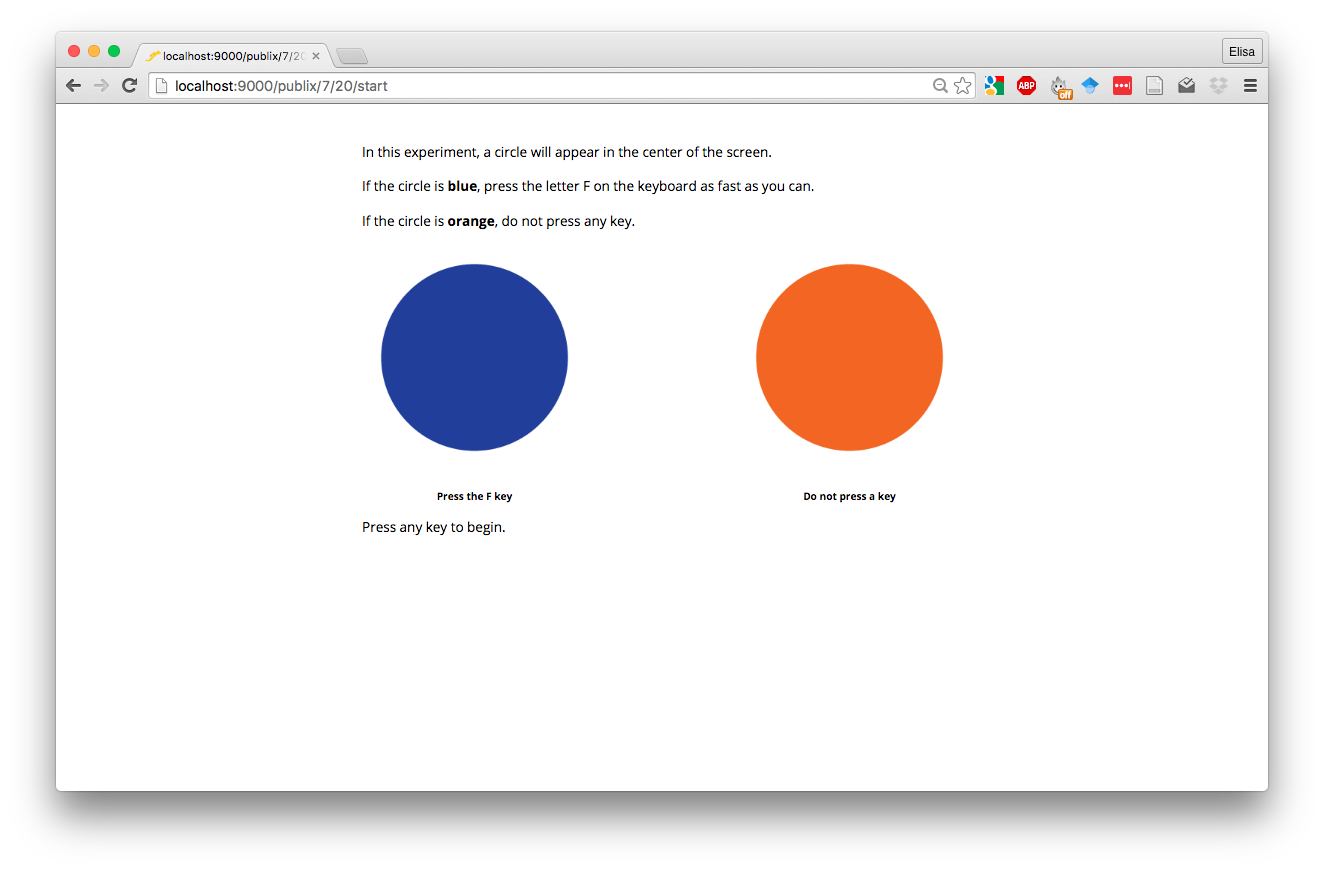 localhost:9000/publix/7/20
Elisa
localhost:9000/publix/7/20/start
ABP
off
In this experiment, a circle will appear in the center of the screen.
If the circle is blue, press the letter F on the keyboard as fast as you can.
If the circle is orange, do not press any key.
Press the F key
Do not press a key
Press any key to begin.